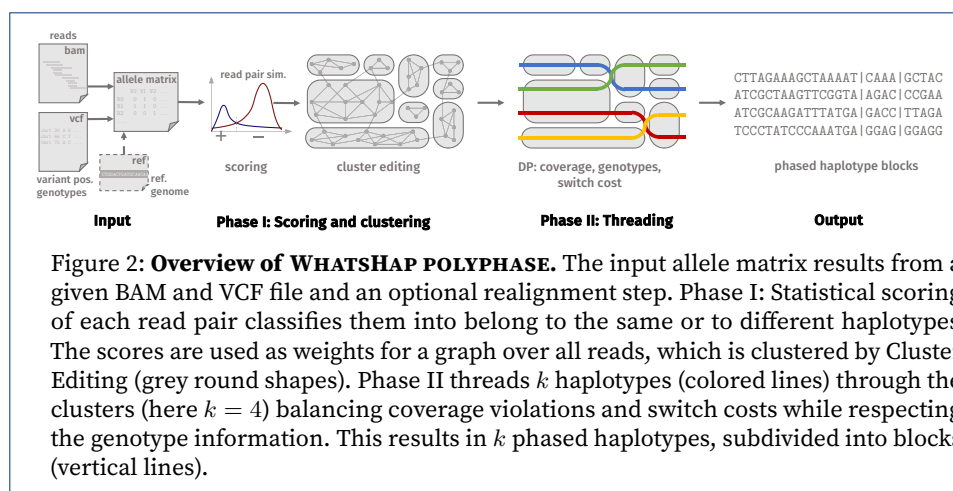 reads
bam
allele matrix
vcf
ref
variant pos.
genotypes
ref.
genome
Input
read pair sim.
+ −
scoring
cluster editing
Phase I: Scoring and clustering
DP: coverage, genotypes,
switch cost
Phase II: Threading
CTTAGAAAGCTAAAAT|CAAA|GCTAC
ATCGCTAAGTTCGGTA|AGAC|CCGAA
ATCGCAAGATTTATGA|GACC|TTAGA
TCCCTATCCCAAATGA|GGAG|GGAGG
phased haplotype blocks
Output
Figure 2: Overview of WHATSHAP POLYPHASE. The input allele matrix results from a
given BAM and VCF file and an optional realignment step. Phase I: Statistical scoring
of each read pair classifies them into belong to the same or to different haplotypes
The scores are used as weights for a graph over all reads, which is clustered by Cluster
Editing (grey round shapes). Phase II threads k haplotypes (colored lines) through the
clusters (here k = 4) balancing coverage violations and switch costs while respecting
the genotype information. This results in k phased haplotypes, subdivided into blocks
(vertical lines).